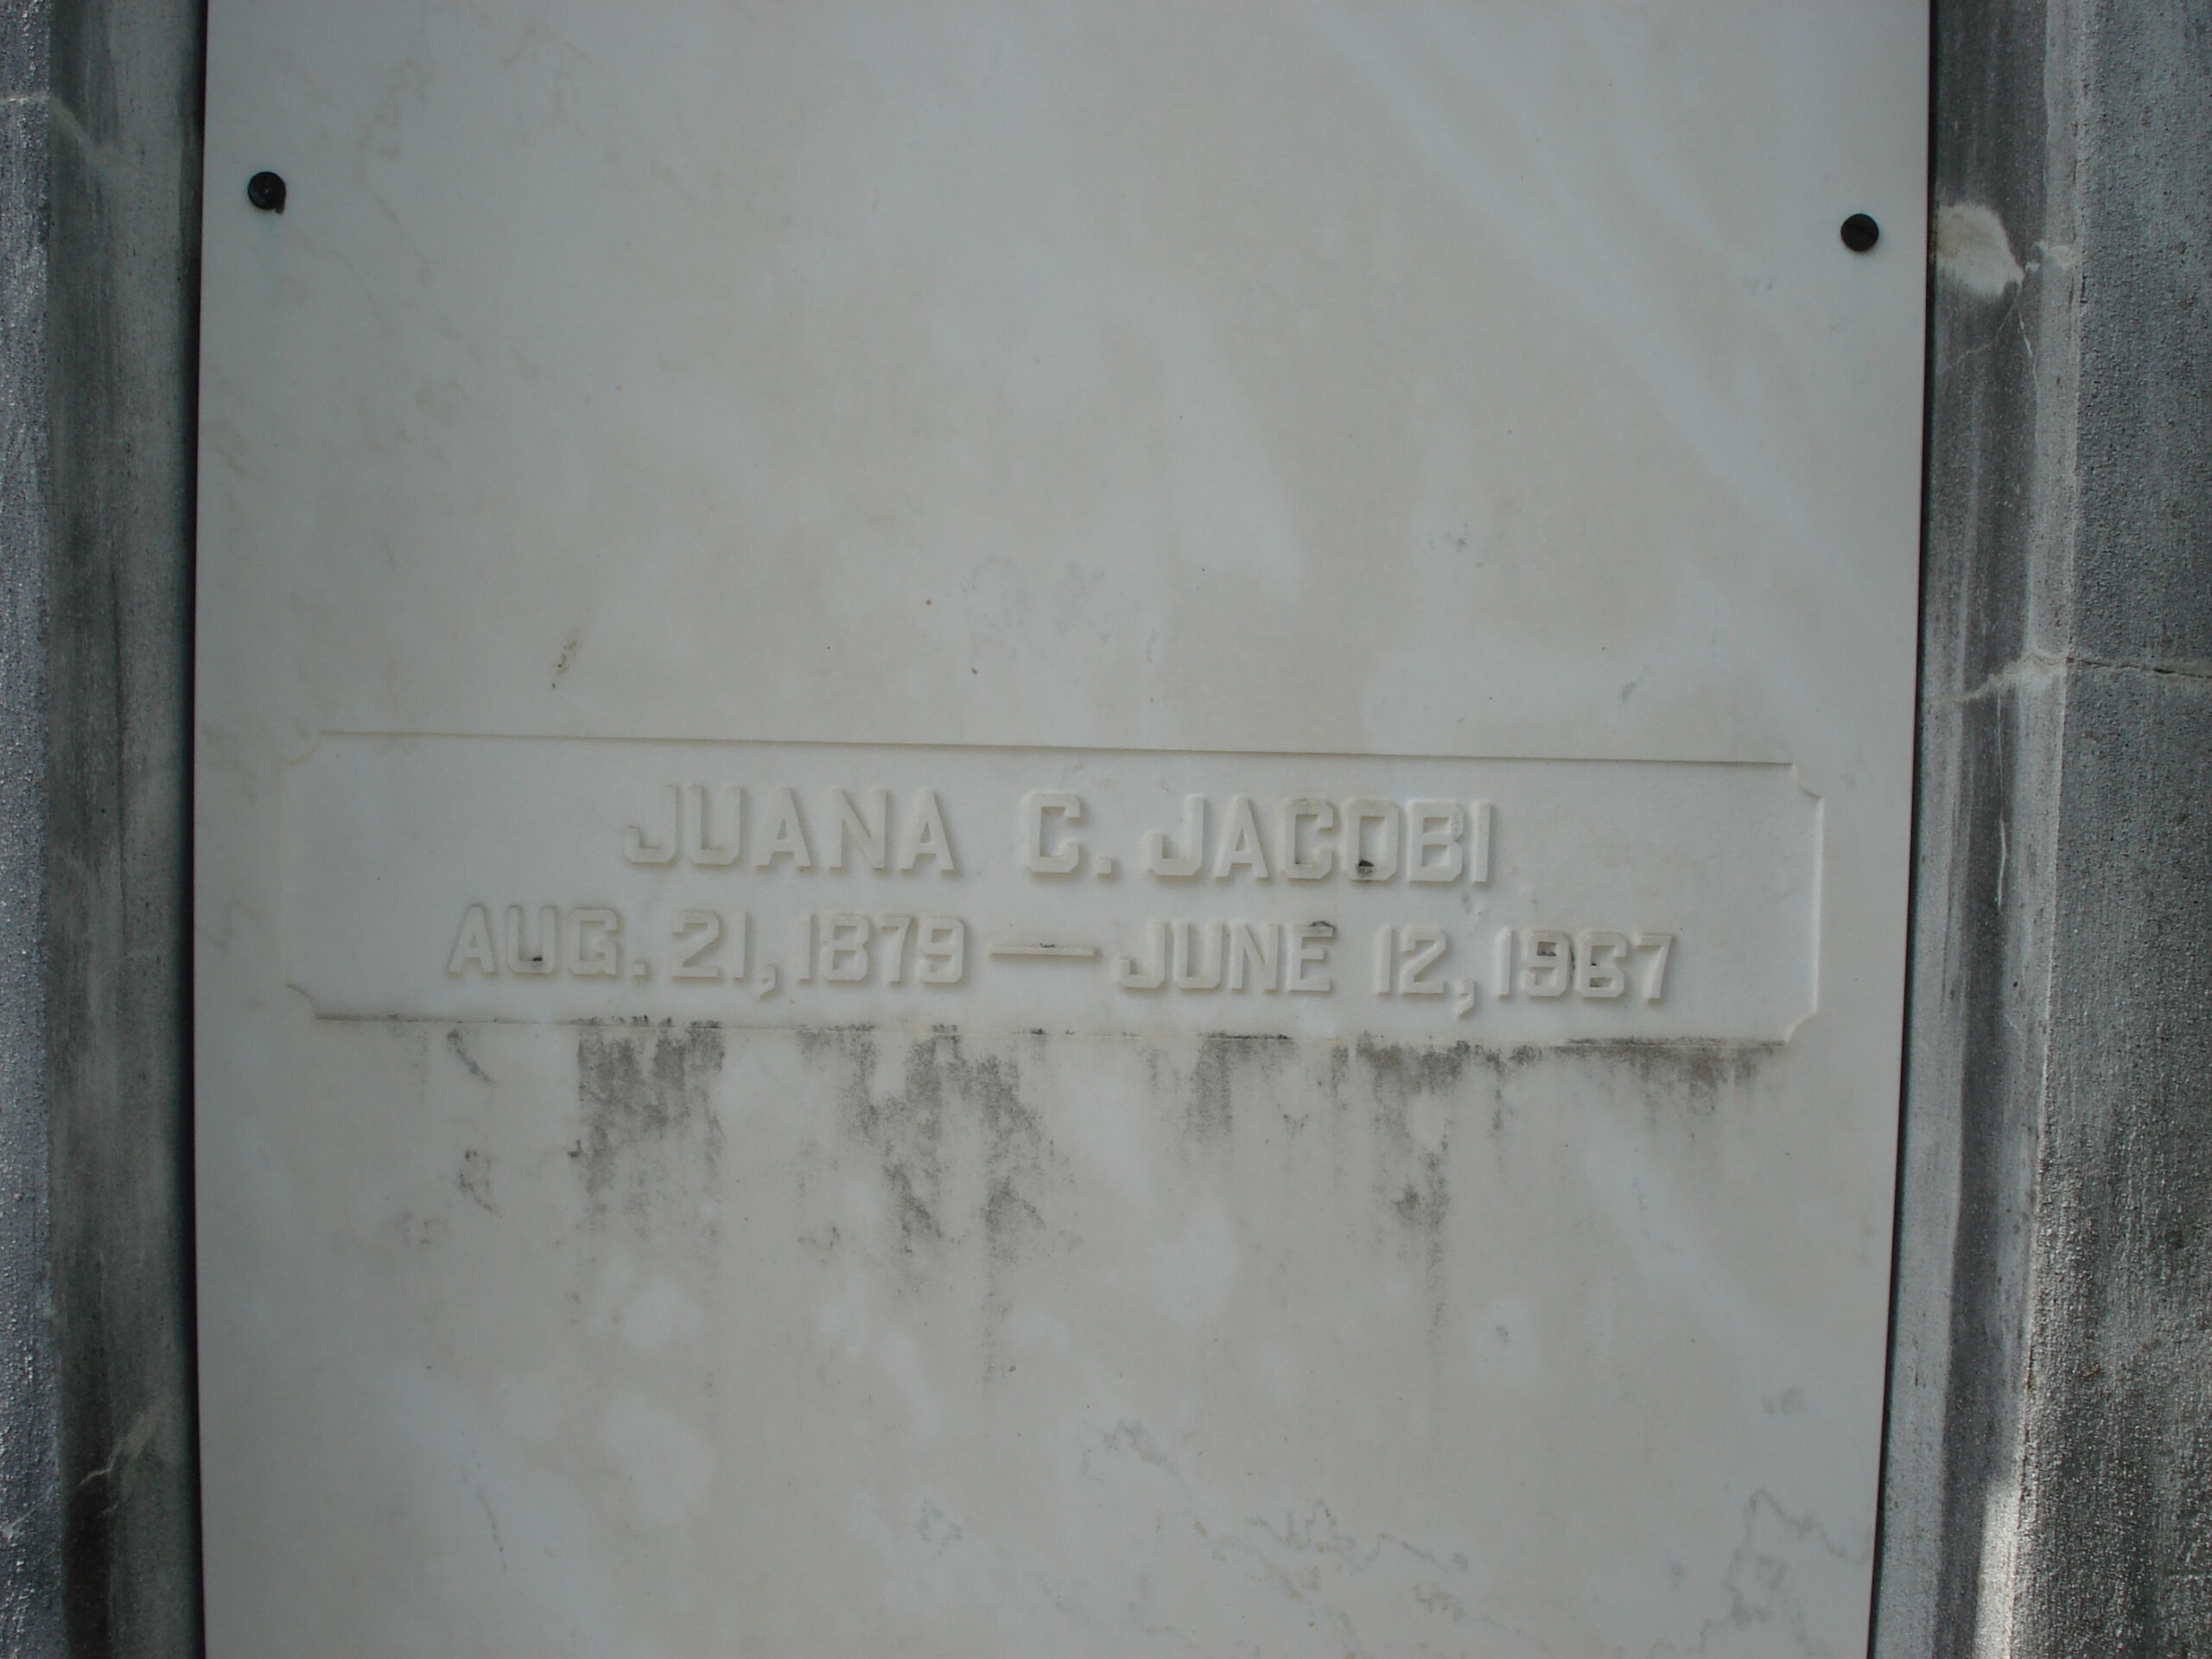 JUANA C. JACOBI
AUG. 21, 1879 — JUNE 12, 1967